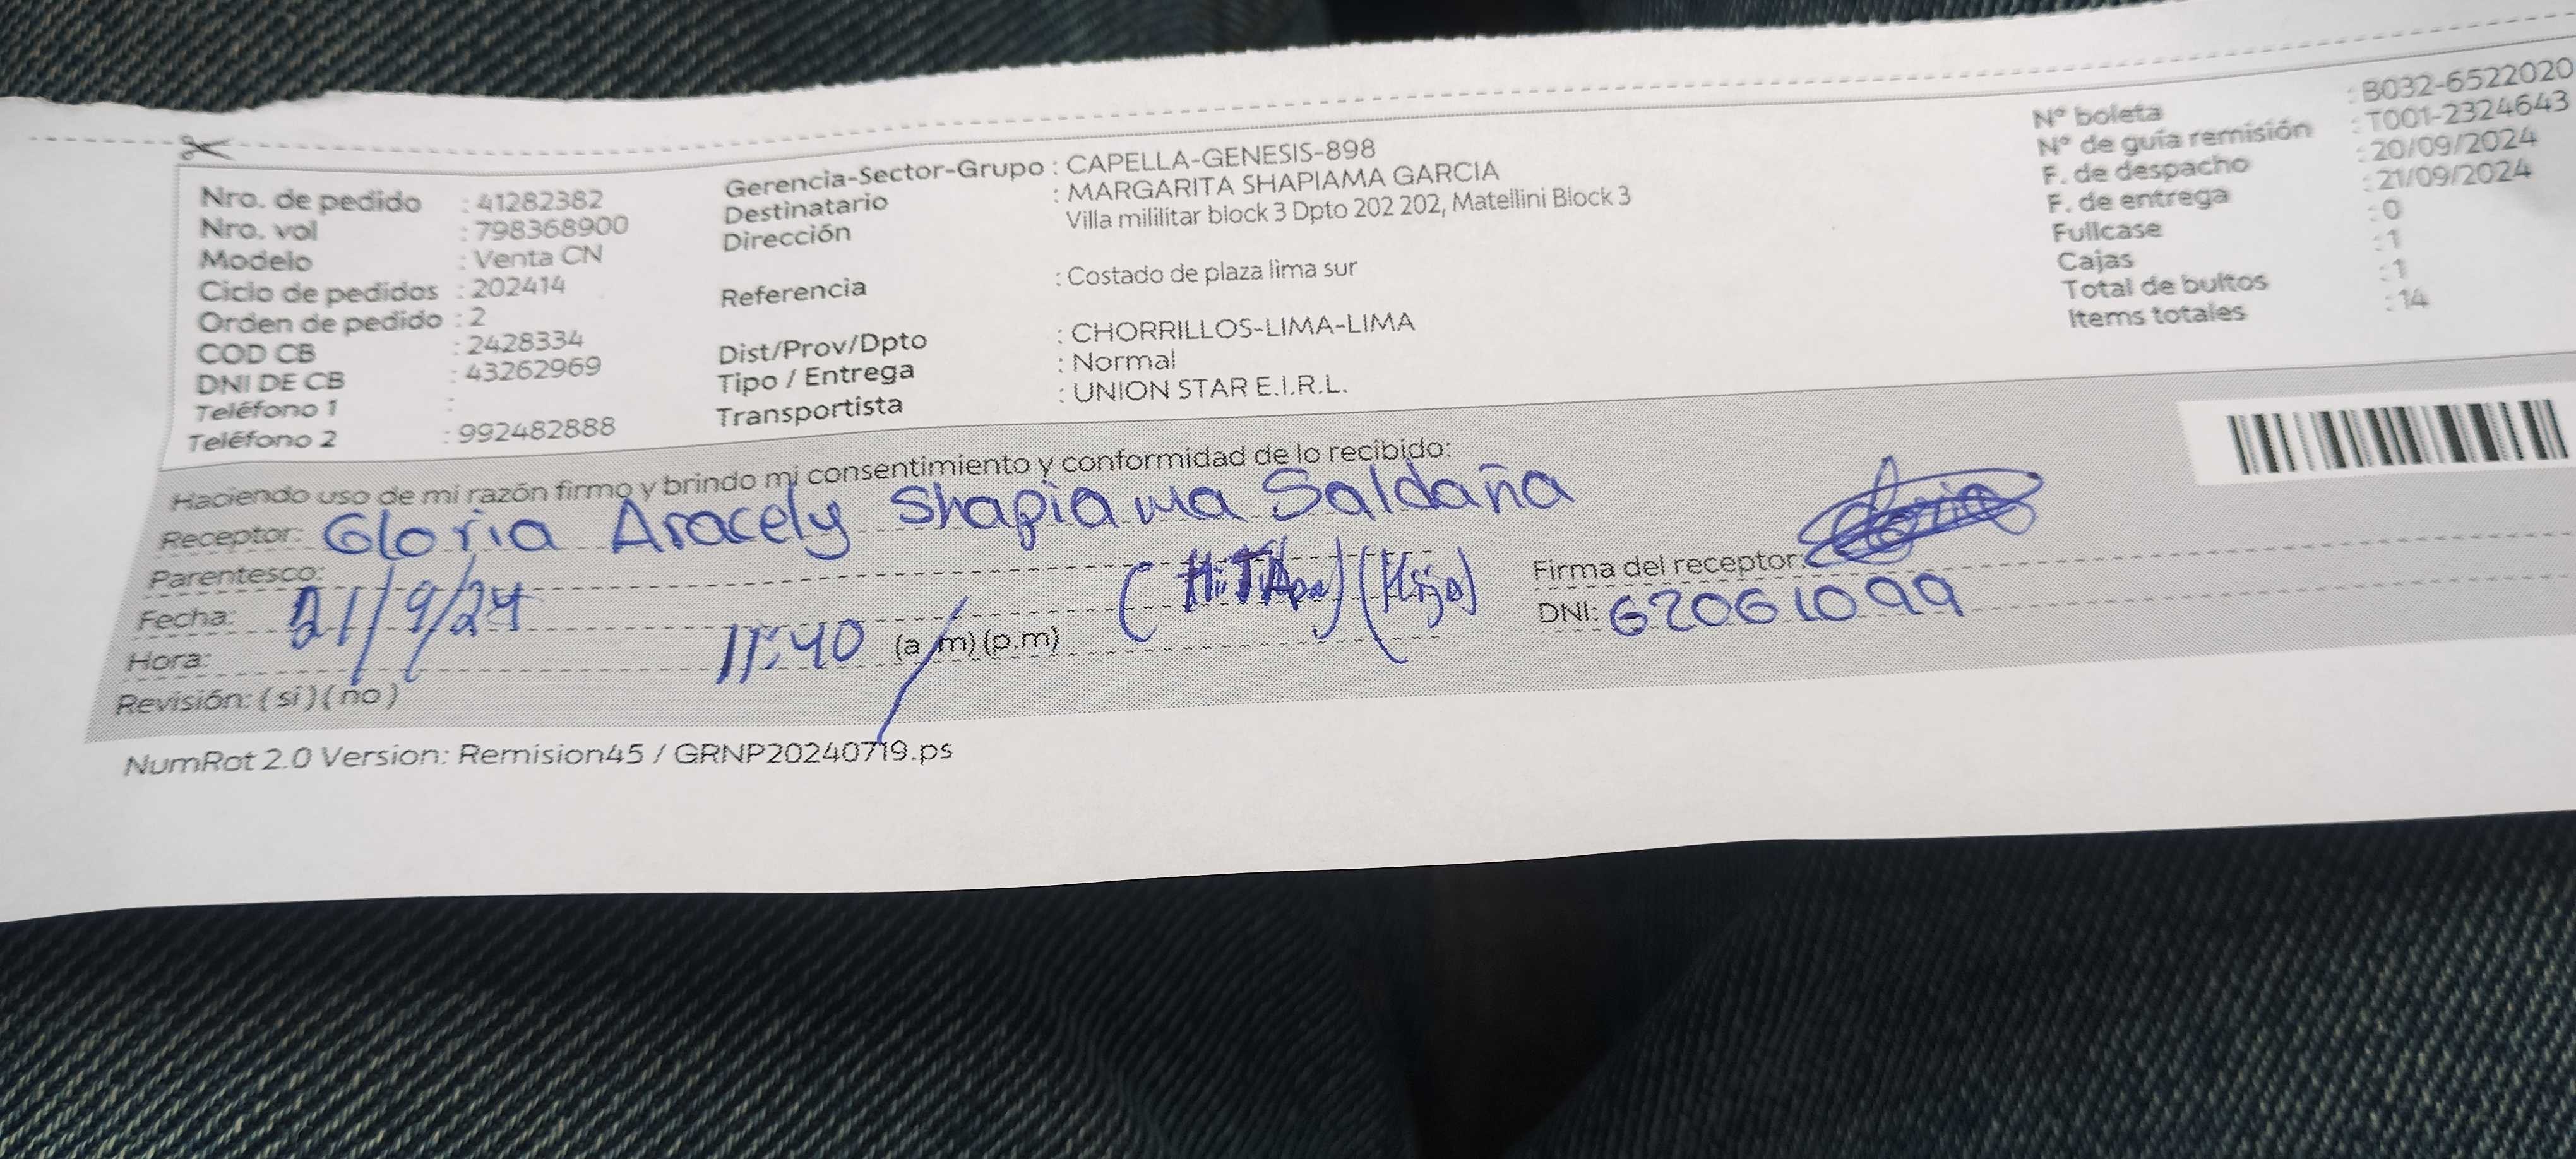 Nro. de pedido : 41282382
Nro. vol : 798368900
Modelo : Venta CN
Ciclo de pedidos : 202414
Orden de pedido : 2
COD CB : 2428334
DNI DE CB : 43262969
Teléfono 1 :
Teléfono 2 : 992482888
Gerencia-Sector-Grupo : CAPELLA-GENESIS-898
Destinatario : MARGARITA SHAPIAMA GARCIA
Dirección Villa mililitar block 3 Dpto 202 202, Matellini Block 3
Referencia : Costado de plaza lima sur
Dist/Prov/Dpto : CHORRILLOS-LIMA-LIMA
Tipo / Entrega : Normal
Transportista : UNION STAR E.I.R.L.
N° boleta : B032-6522020
N° de guía remisión : T001-2324643
F. de despacho : 20/09/2024
F. de entrega : 21/09/2024
Fullcase : 0
Cajas : 1
Total de bultos : 1
Items totales : 14
Haciendo uso de mi razón firmo y brindo mi consentimiento y conformidad de lo recibido:
Receptor: Gloria Aracely Shapiama Saldaña
Parentesco: (Hijo)
Firma del receptor:
Fecha: 21/9/24
DNI: 62061099
Hora: 11:40 (a.m) (p.m)
Revisión: ( si ) ( no )
NumRot 2.0 Version: Remision45 / GRNP20240719.ps